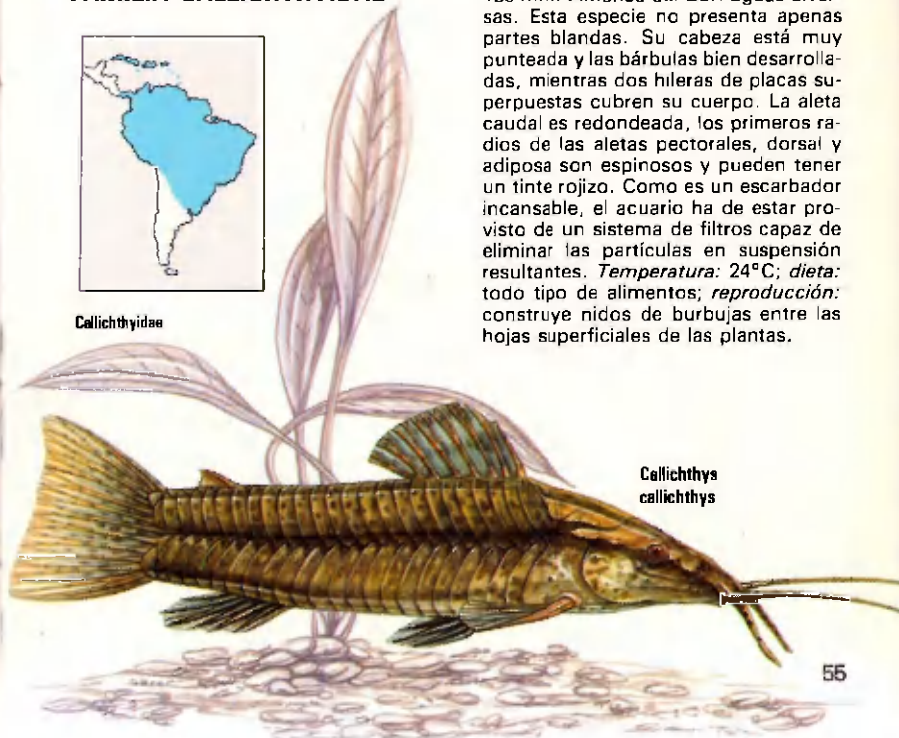 sas. Esta especie no presenta apenas
partes blandas. Su cabeza está muy
punteada y las bárbulas bien desarrolla-
das, mientras dos hileras de placas su-
perpuestas cubren su cuerpo. La aleta
caudal es redondeada, los primeros ra-
dios de las aletas pectorales, dorsal y
adiposa son espinosos y pueden tener
un tinte rojizo. Como es un escarbador
incansable, el acuario ha de estar pro-
visto de un sistema de filtros capaz de
eliminar las partículas en suspensión
resultantes. Temperatura: 24°C; dieta:
todo tipo de alimentos; reproducción:
construye nidos de burbujas entre las
hojas superficiales de las plantas.
Callichthyidae
Callichthys
callichthys
55